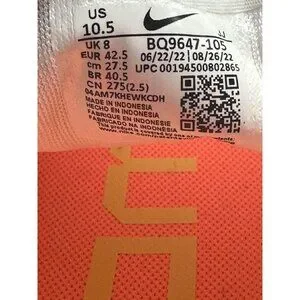 US
10.5
UK 8
EUR 42.5
cm 27.5
BR 40.5
CN 275(2.5)
04AM7KHEWKCDH
BQ9647-105
06/22/22 | 08/26/22
UPC 00194500802865
MADE IN INDONESIA
HECHO EN INDONESIA
FABRIQUE EN INDONESIE
FABRICADO NA INDONESIA